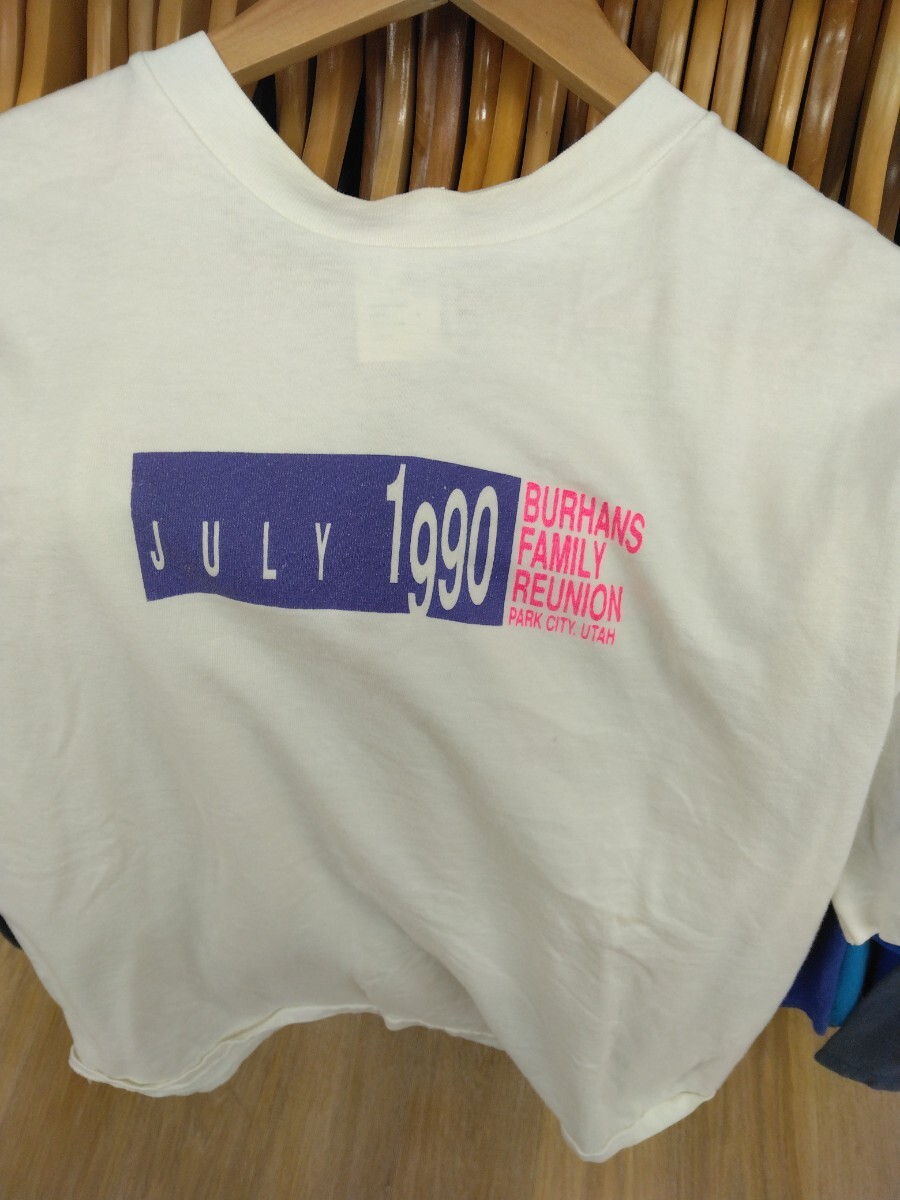 JULY 1990
BURHANS
FAMILY
REUNION
PARK CITY, UTAH